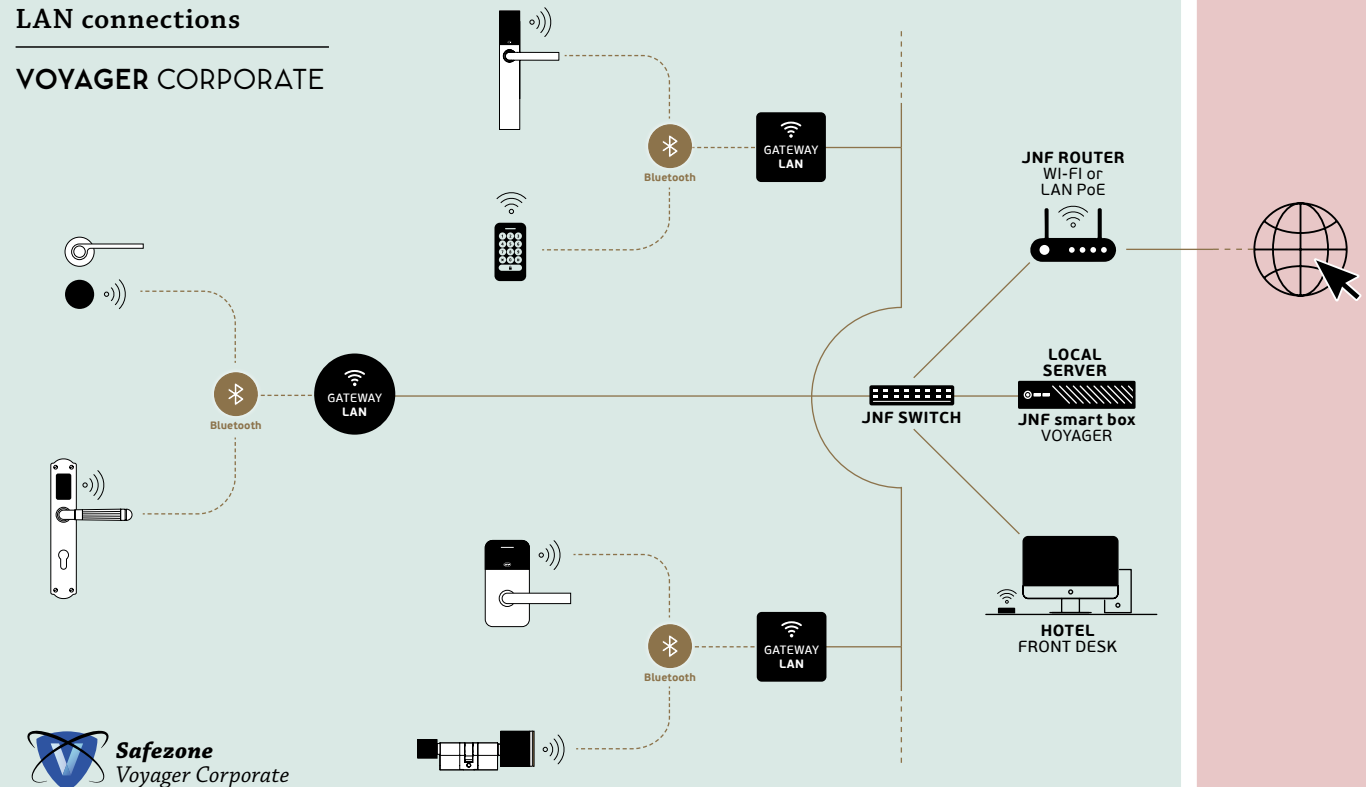 LAN connections
VOYAGER CORPORATE
Bluetooth
GATEWAY
LAN
JNF ROUTER
WI-FI or
LAN PoE
Bluetooth
GATEWAY
LAN
JNF SWITCH
LOCAL
SERVER
JNF smart box
VOYAGER
Bluetooth
GATEWAY
LAN
HOTEL
FRONT DESK
V
Safezone
Voyager Corporate